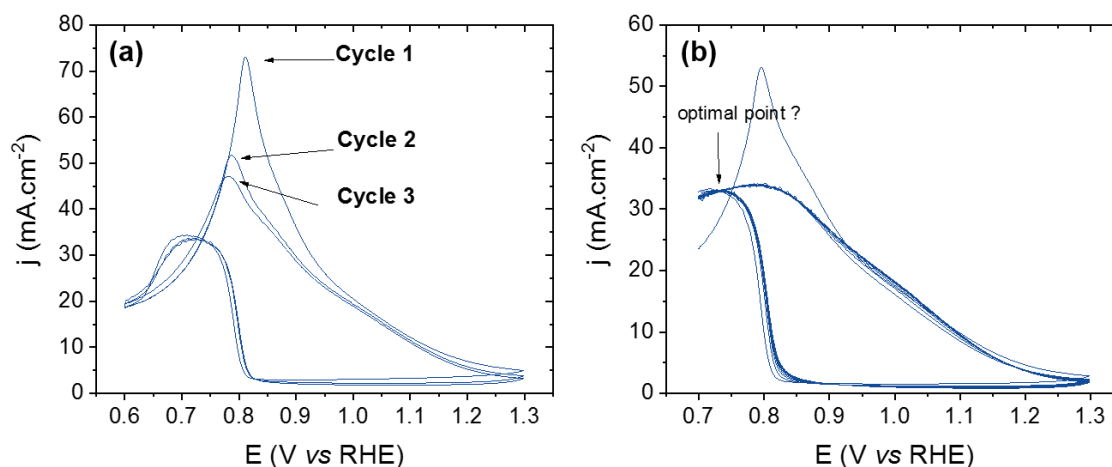 (a)
Cycle 1
Cycle 2
Cycle 3
80
70
60
50
40
30
20
10
0
j (mA.cm-2)
0.6 0.7 0.8 0.9 1.0 1.1 1.2 1.3
E (V vs RHE)
(b)
optimal point ?
60
50
40
30
20
10
0
j (mA.cm-2)
0.7 0.8 0.9 1.0 1.1 1.2 1.3
E (V vs RHE)